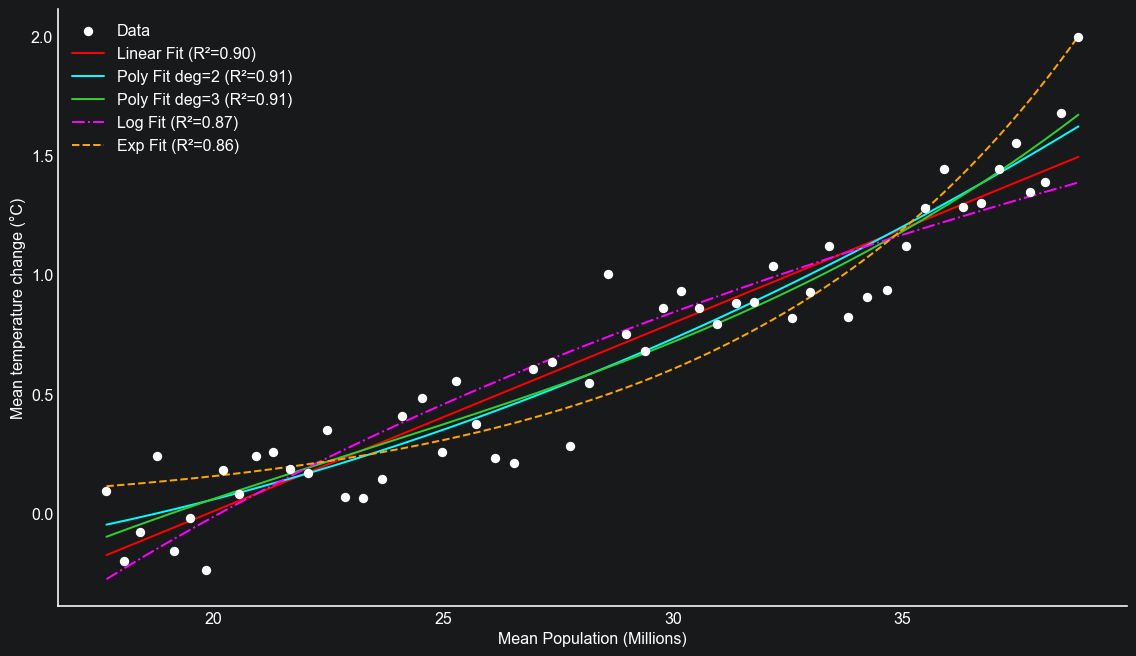 Data
Linear Fit (R²=0.90)
Poly Fit deg=2 (R²=0.91)
Poly Fit deg=3 (R²=0.91)
Log Fit (R²=0.87)
Exp Fit (R²=0.86)
2.0
1.5
1.0
0.5
0.0
Mean temperature change (°C)
20 25 30 35
Mean Population (Millions)